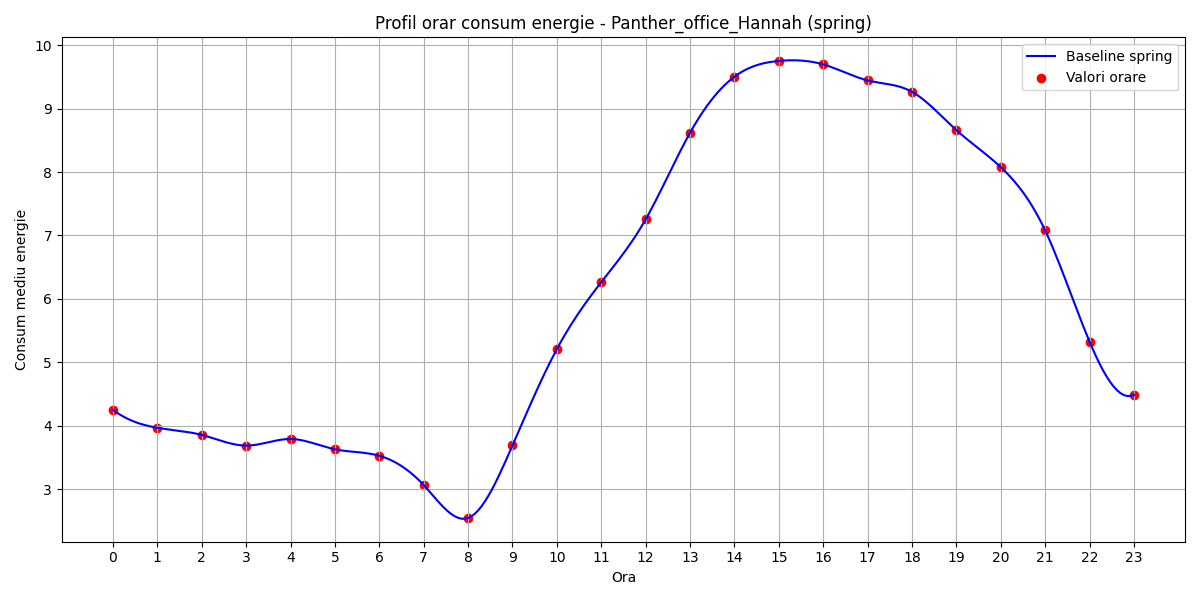 Profil orar consum energie - Panther_office_Hannah (spring)
Baseline spring
Valori orare
Consum mediu energie
10
9
8
7
6
5
4
3
0 1 2 3 4 5 6 7 8 9 10 11 12 13 14 15 16 17 18 19 20 21 22 23
Ora